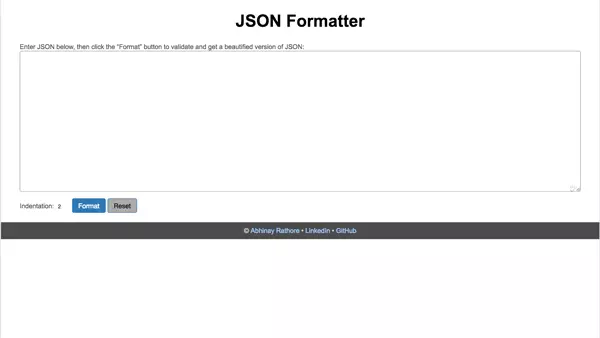 JSON Formatter
Enter JSON below, then click the "Format" button to validate and get a beautified version of JSON:
Indentation: 2 Format Reset
© Abhinay Rathore • LinkedIn • GitHub